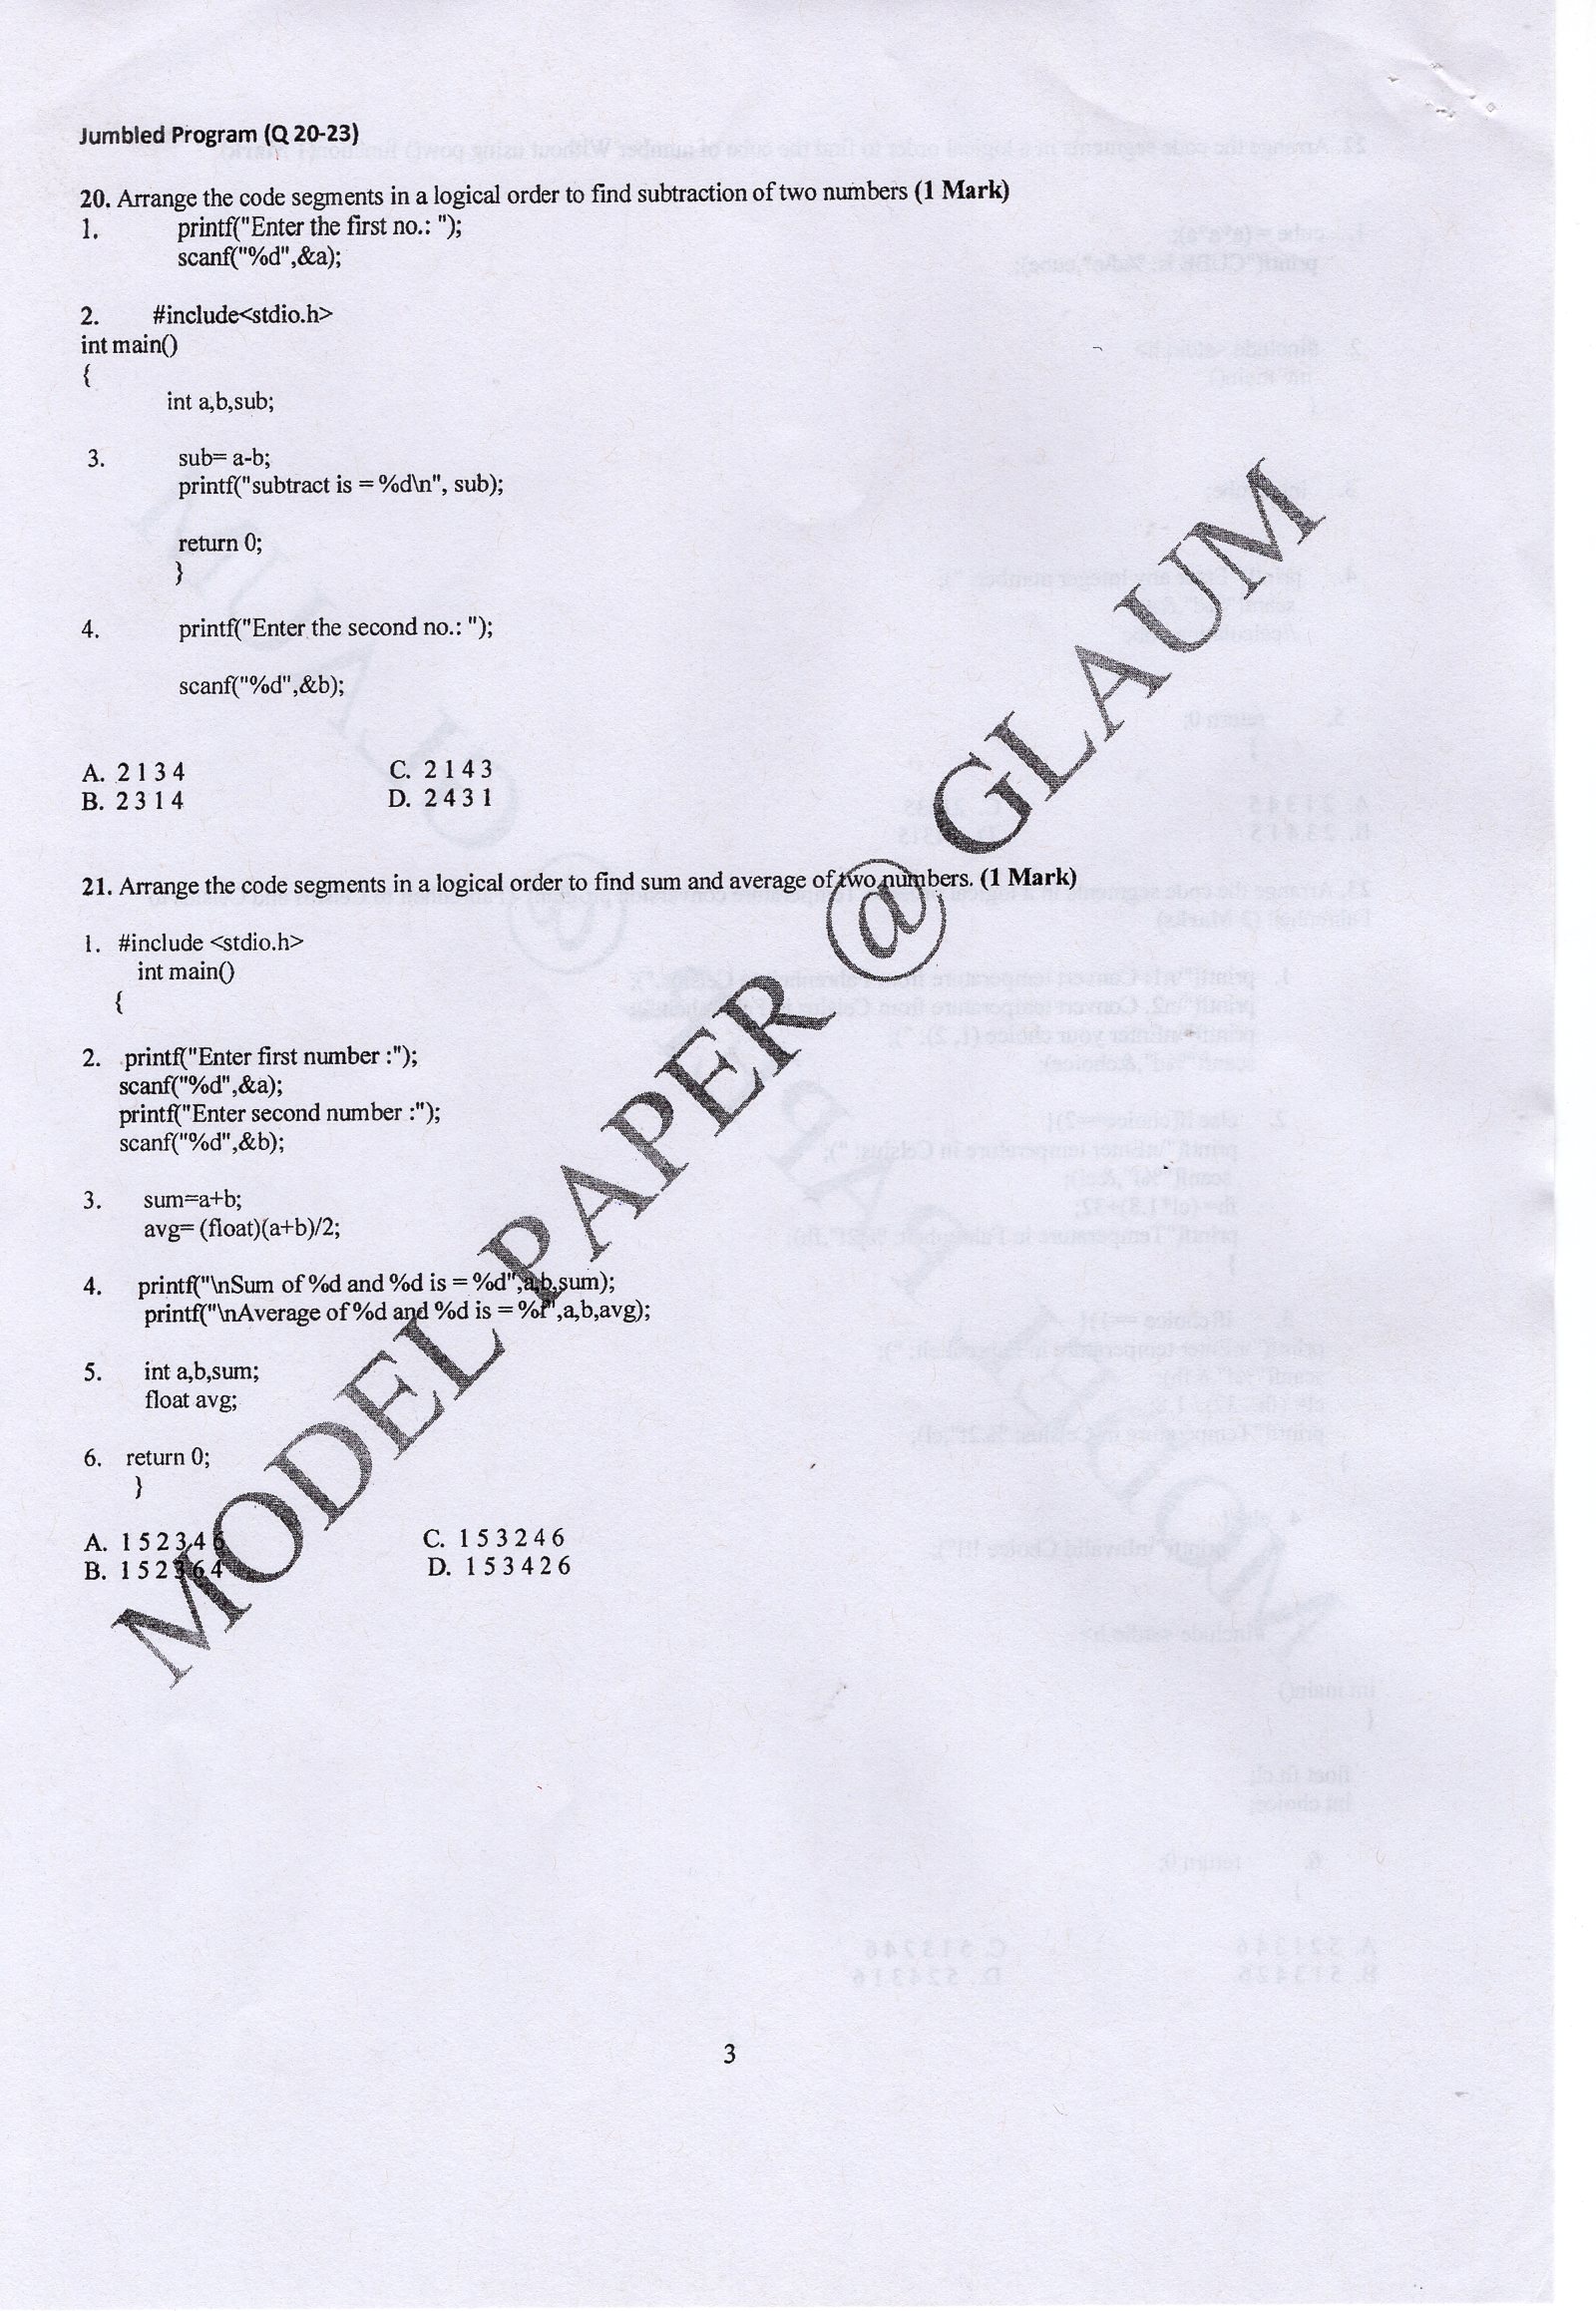 Jumbled Program (Q 20-23)
20. Arrange the code segments in a logical order to find subtraction of two numbers (1 Mark)
1. printf("Enter the first no.: ");
scanf("%d",&a);
2. #include<stdio.h>
int main()
{
int a,b,sub;
3. sub= a-b;
printf("subtract is = %d\n", sub);
return 0;
}
4. printf("Enter the second no.: ");
scanf("%d",&b);
A. 2 1 3 4 C. 2 1 4 3
B. 2 3 1 4 D. 2 4 3 1
21. Arrange the code segments in a logical order to find sum and average of two numbers. (1 Mark)
1. #include <stdio.h>
int main()
{
2. printf("Enter first number :");
scanf("%d",&a);
printf("Enter second number :");
scanf("%d",&b);
3. sum=a+b;
avg= (float)(a+b)/2;
4. printf("\nSum of %d and %d is = %d",a,b,sum);
printf("\nAverage of %d and %d is = %f",a,b,avg);
5. int a,b,sum;
float avg;
6. return 0;
}
A. 1 5 2 3 4 6 C. 1 5 3 2 4 6
B. 1 5 2 3 6 4 D. 1 5 3 4 2 6
MODEL PAPER @ GLAUM
3